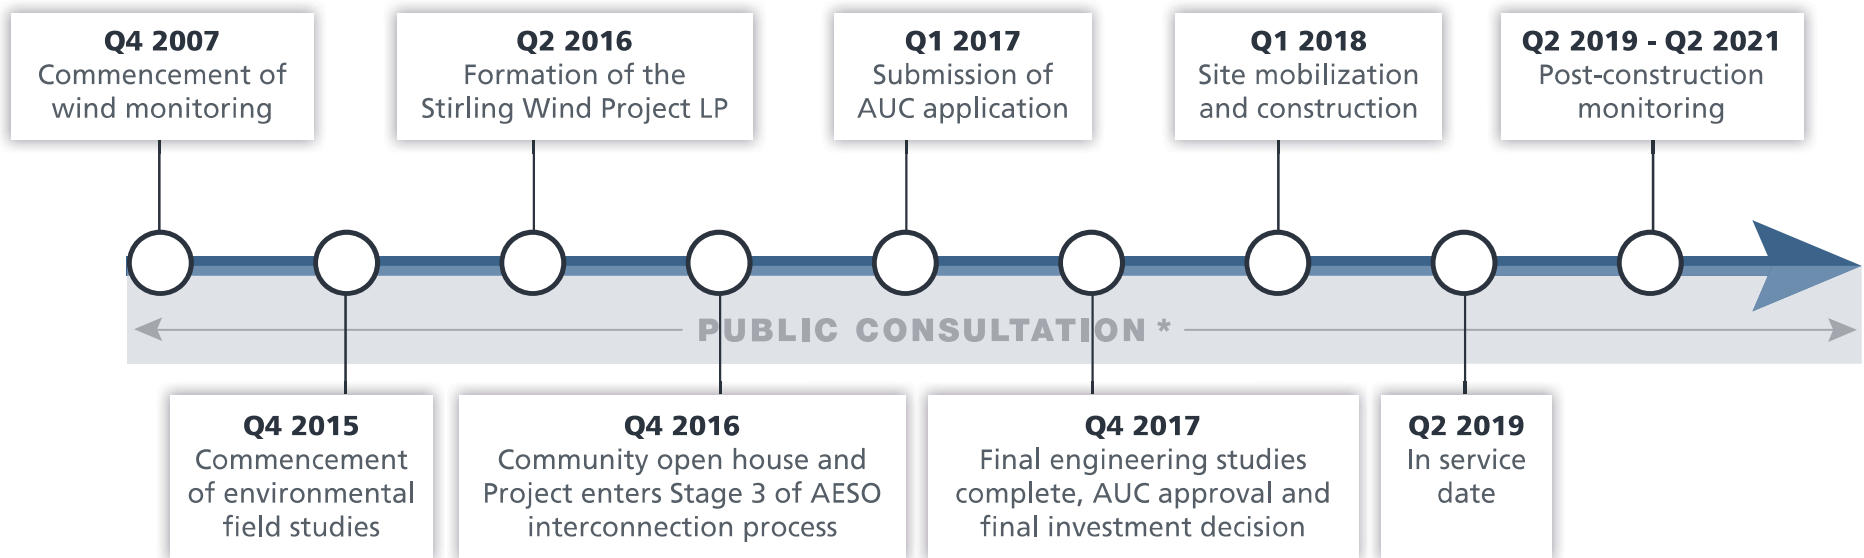 Q4 2007
Commencement of
wind monitoring
Q2 2016
Formation of the
Stirling Wind Project LP
Q1 2017
Submission of
AUC application
Q1 2018
Site mobilization
and construction
Q2 2019 - Q2 2021
Post-construction
monitoring
PUBLIC CONSULTATION *
Q4 2015
Commencement
of environmental
field studies
Q4 2016
Community open house and
Project enters Stage 3 of AESO
interconnection process
Q4 2017
Final engineering studies
complete, AUC approval and
final investment decision
Q2 2019
In service
date